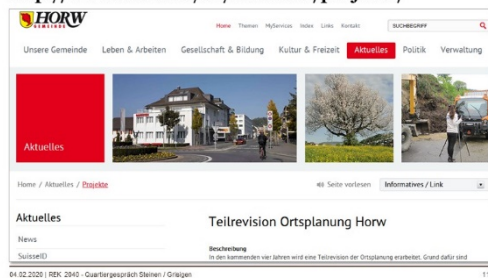 HORW
GEMEINDE
Home Themen MyServices Index Links Kontakt
SUCHBEGRIFF
Unsere Gemeinde Leben & Arbeiten Gesellschaft & Bildung Kultur & Freizeit Aktuelles Politik Verwaltung
Aktuelles
Home / Aktuelles / Projekte
Seite vorlesen
Informatives / Link
Aktuelles
Teilrevision Ortsplanung Horw
News
SuisseID
Beschreibung
In den kommenden vier Jahren wird eine Teilrevision der Ortsplanung erarbeitet. Grund dafür sind
04.02.2020 | REK 2040 - Quartiergespräch Steinen / Grisigen